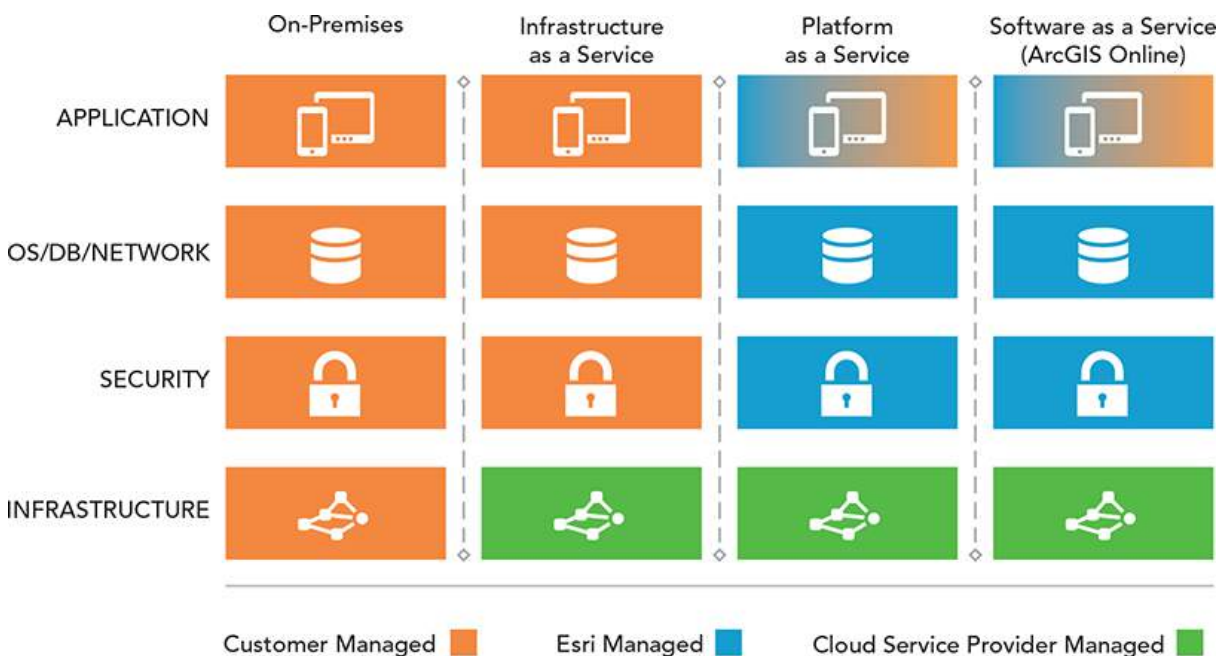 On-Premises
Infrastructure
as a Service
Platform
as a Service
Software as a Service
(ArcGIS Online)
APPLICATION
OS/DB/NETWORK
SECURITY
INFRASTRUCTURE
Customer Managed
Esri Managed
Cloud Service Provider Managed